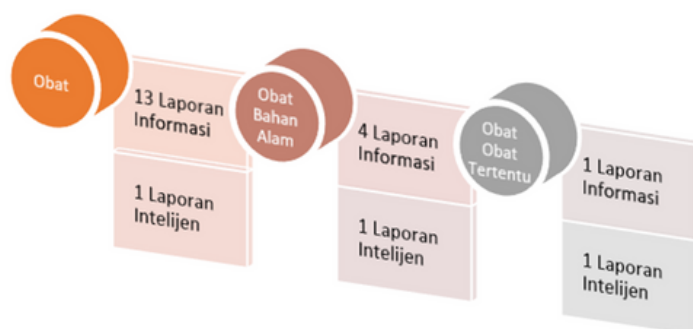 Obat
13 Laporan
Informasi
1 Laporan
Intelijen
Obat
Bahan
Alam
4 Laporan
Informasi
1 Laporan
Intelijen
Obat
Obat
Tertentu
1 Laporan
Informasi
1 Laporan
Intelijen